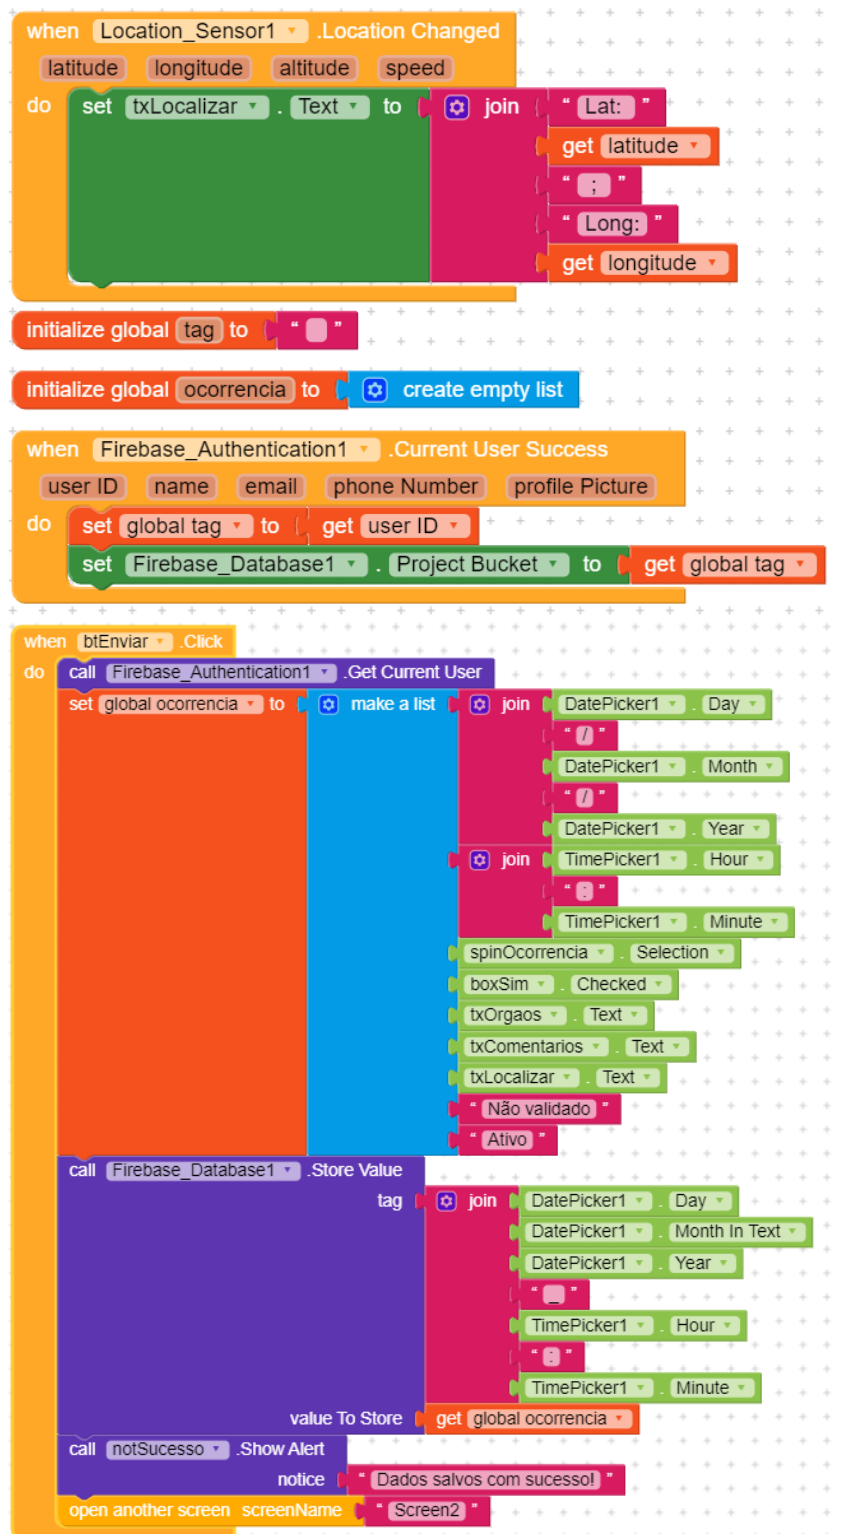 when Location_Sensor1 .Location Changed
latitude longitude altitude speed
do set txLocalizar . Text to join " Lat: "
get latitude
" ; "
" Long: "
get longitude
initialize global tag to " "
initialize global ocorrencia to create empty list
when Firebase_Authentication1 .Current User Success
user ID name email phone Number profile Picture
do set global tag to get user ID
set Firebase_Database1 . Project Bucket to get global tag
when btEnviar .Click
do call Firebase_Authentication1 .Get Current User
set global ocorrencia to make a list join DatePicker1 . Day
" / "
DatePicker1 . Month
" / "
DatePicker1 . Year
join TimePicker1 . Hour
" : "
TimePicker1 . Minute
spinOcorrencia . Selection
boxSim . Checked
txOrgaos . Text
txComentarios . Text
txLocalizar . Text
" Não validado "
" Ativo "
call Firebase_Database1 .Store Value
tag join DatePicker1 . Day
DatePicker1 . Month In Text
DatePicker1 . Year
" _ "
TimePicker1 . Hour
" : "
TimePicker1 . Minute
value To Store get global ocorrencia
call notSucesso .Show Alert
notice " Dados salvos com sucesso! "
open another screen screenName " Screen2 "